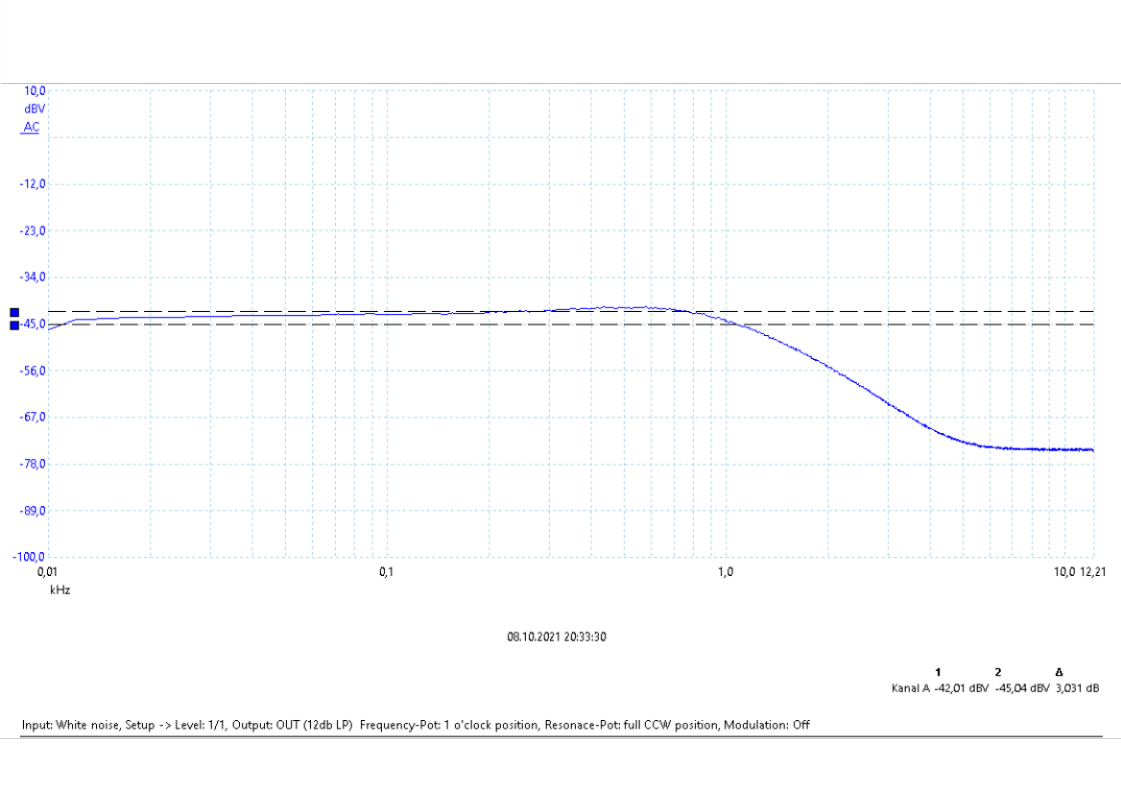 10,0
dBV
AC
-12,0
-23,0
-34,0
-45,0
-56,0
-67,0
-78,0
-89,0
-100,0
0,01 0,1 1,0 10,0 12,21
kHz
08.10.2021 20:33:30
1 2 Δ
Kanal A -42,01 dBV -45,04 dBV 3,031 dB
Input: White noise, Setup -> Level: 1/1, Output: OUT (12db LP) Frequency-Pot: 1 o'clock position, Resonace-Pot: full CCW position, Modulation: Off